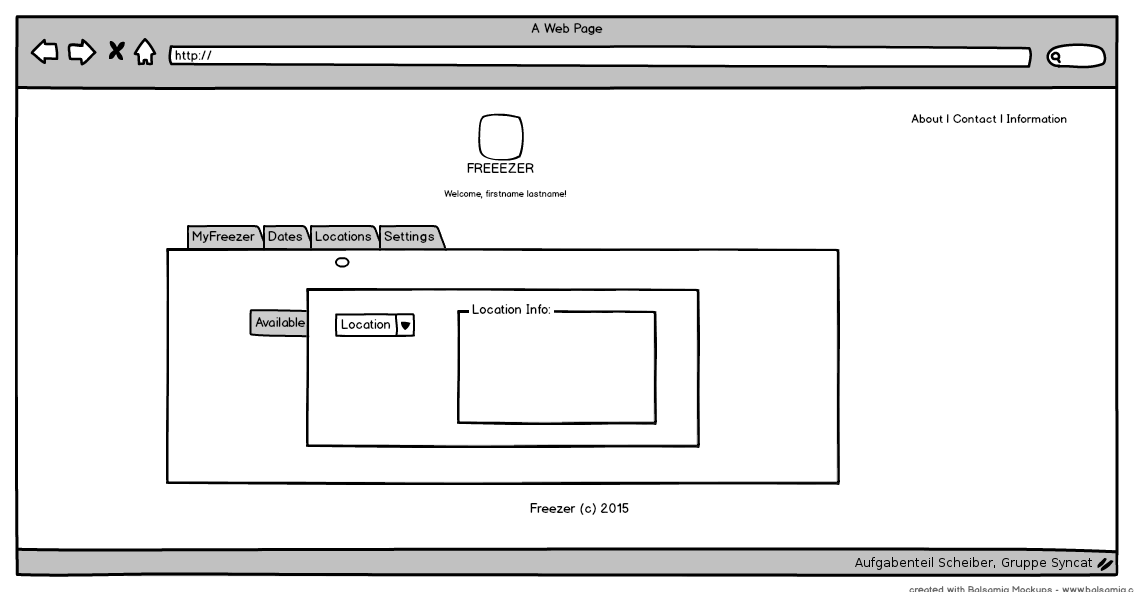 A Web Page
http://
About | Contact | Information
FREEEZER
Welcome, firstname lastname!
MyFreezer Dates Locations Settings
Location Info:
Available Location
Freezer (c) 2015
Aufgabenteil Scheiber, Gruppe Syncat
created with Balsamiq Mockups - www.balsamiq.c